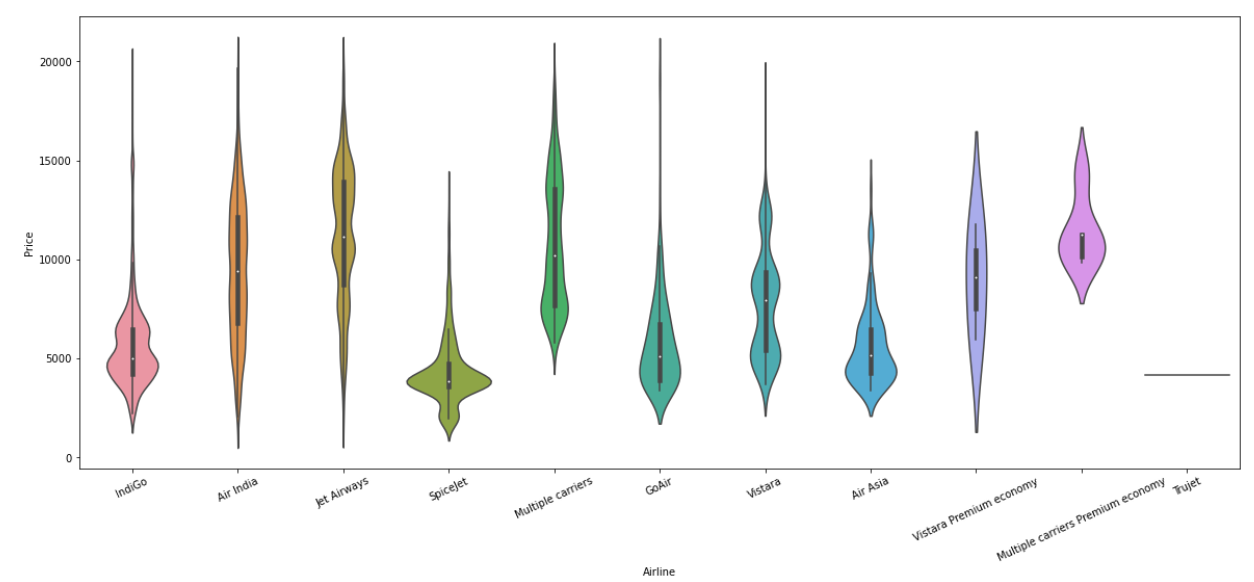 20000
15000
10000
5000
0
Price
IndiGo
Air India
Jet Airways
SpiceJet
Multiple carriers
GoAir
Vistara
Air Asia
Vistara Premium economy
Multiple carriers Premium economy
Trujet
Airline